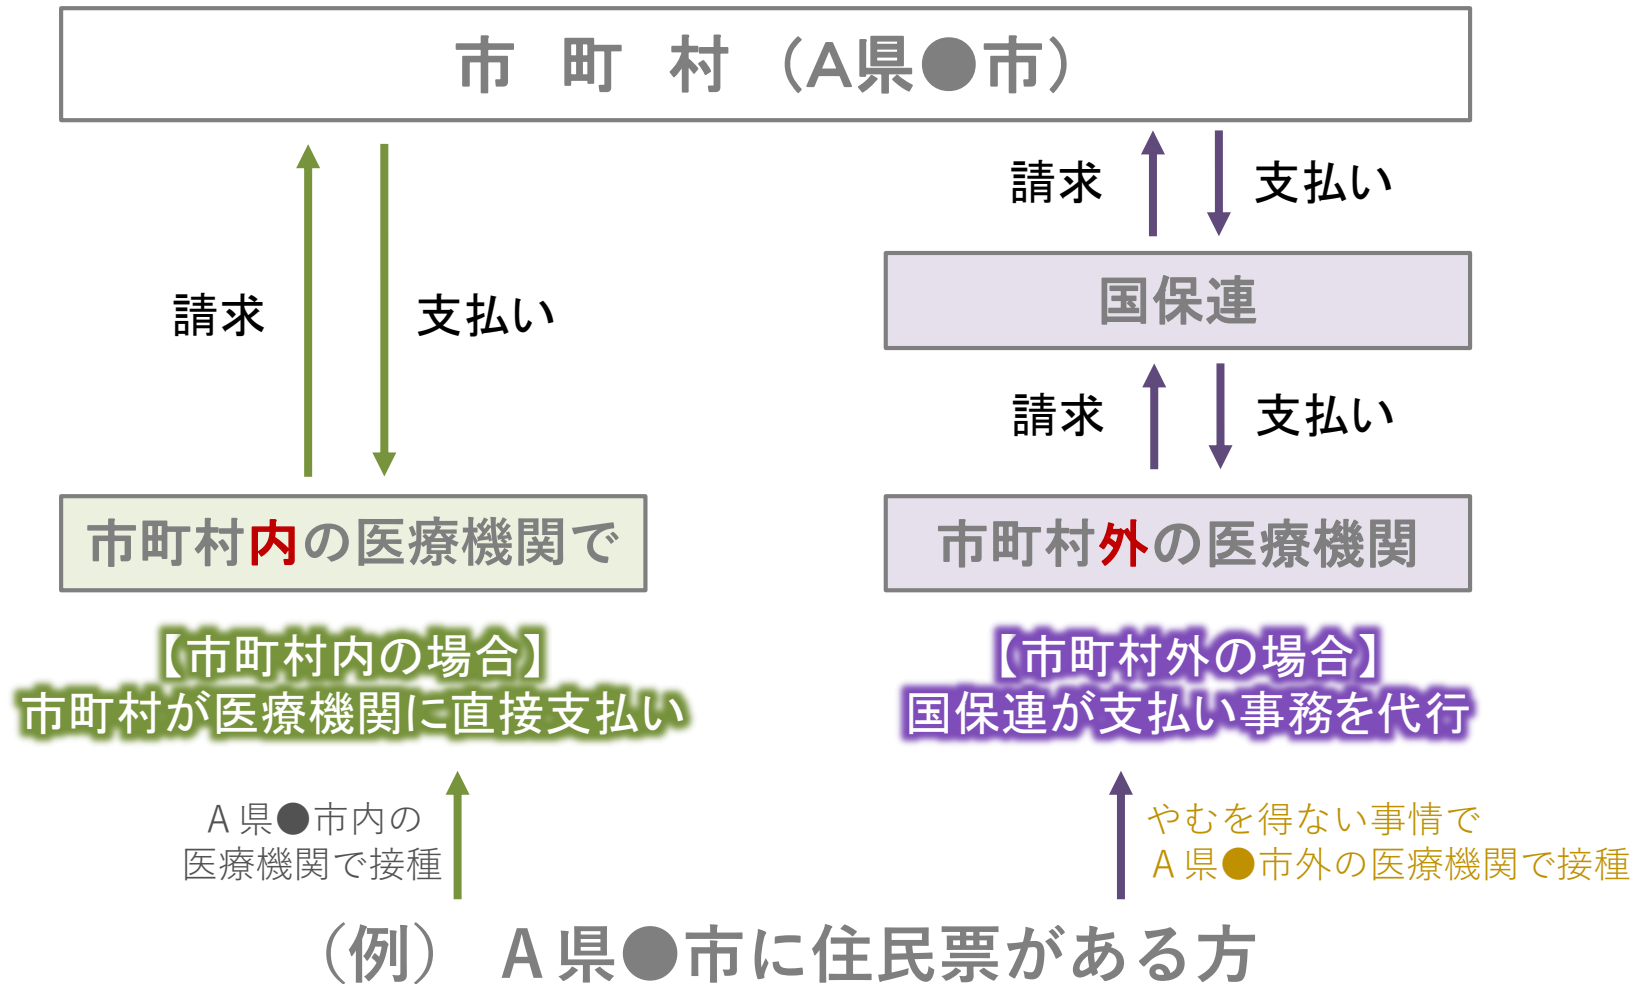 市　町　村　（A県●市）
請求
支払い
請求
支払い
国保連
請求
支払い
市町村内の医療機関で
市町村外の医療機関
【市町村内の場合】
市町村が医療機関に直接支払い
【市町村外の場合】
国保連が支払い事務を代行
Ａ県●市内の
医療機関で接種
やむを得ない事情で
Ａ県●市外の医療機関で接種
（例）　Ａ県●市に住民票がある方